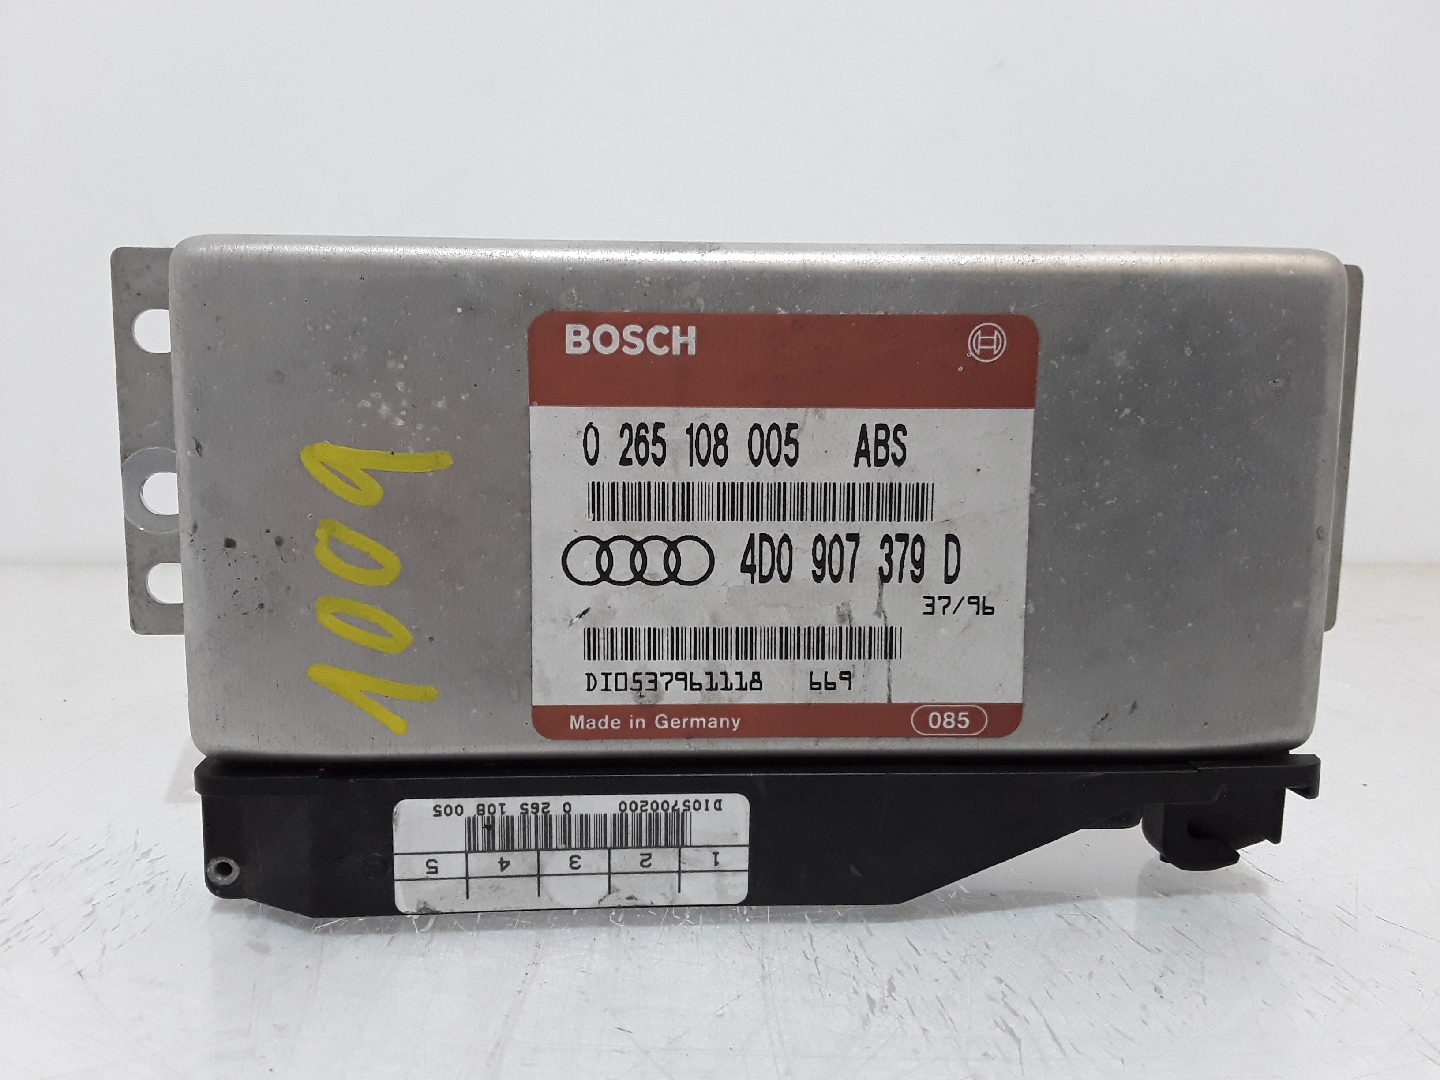 BOSCH
0 265 108 005 ABS
4D0 907 379 D
37/96
DI0537961118 669
Made in Germany 085
1009
DI05700200 0 265 108 005
1 2 3 4 5